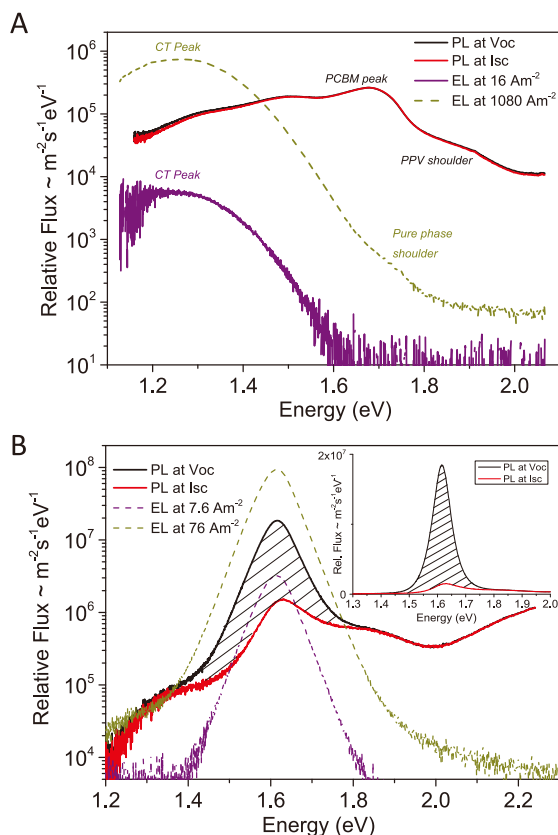 A
CT Peak
PL at Voc
PL at Isc
EL at 16 Am⁻²
EL at 1080 Am⁻²
PCBM peak
PPV shoulder
CT Peak
Pure phase
shoulder
10⁶
10⁵
10⁴
10³
10²
10¹
Relative Flux ~ m⁻²s⁻¹eV⁻¹
1.2 1.4 1.6 1.8 2.0
Energy (eV)
B
PL at Voc
PL at Isc
EL at 7.6 Am⁻²
EL at 76 Am⁻²
10⁸
10⁷
10⁶
10⁵
10⁴
Relative Flux ~ m⁻²s⁻¹eV⁻¹
2x10⁷
0
Rel. Flux ~ m⁻²s⁻¹eV⁻¹
PL at Voc
PL at Isc
1.3 1.4 1.5 1.6 1.7 1.8 1.9 2.0
Energy (eV)
1.2 1.4 1.6 1.8 2.0 2.2
Energy (eV)